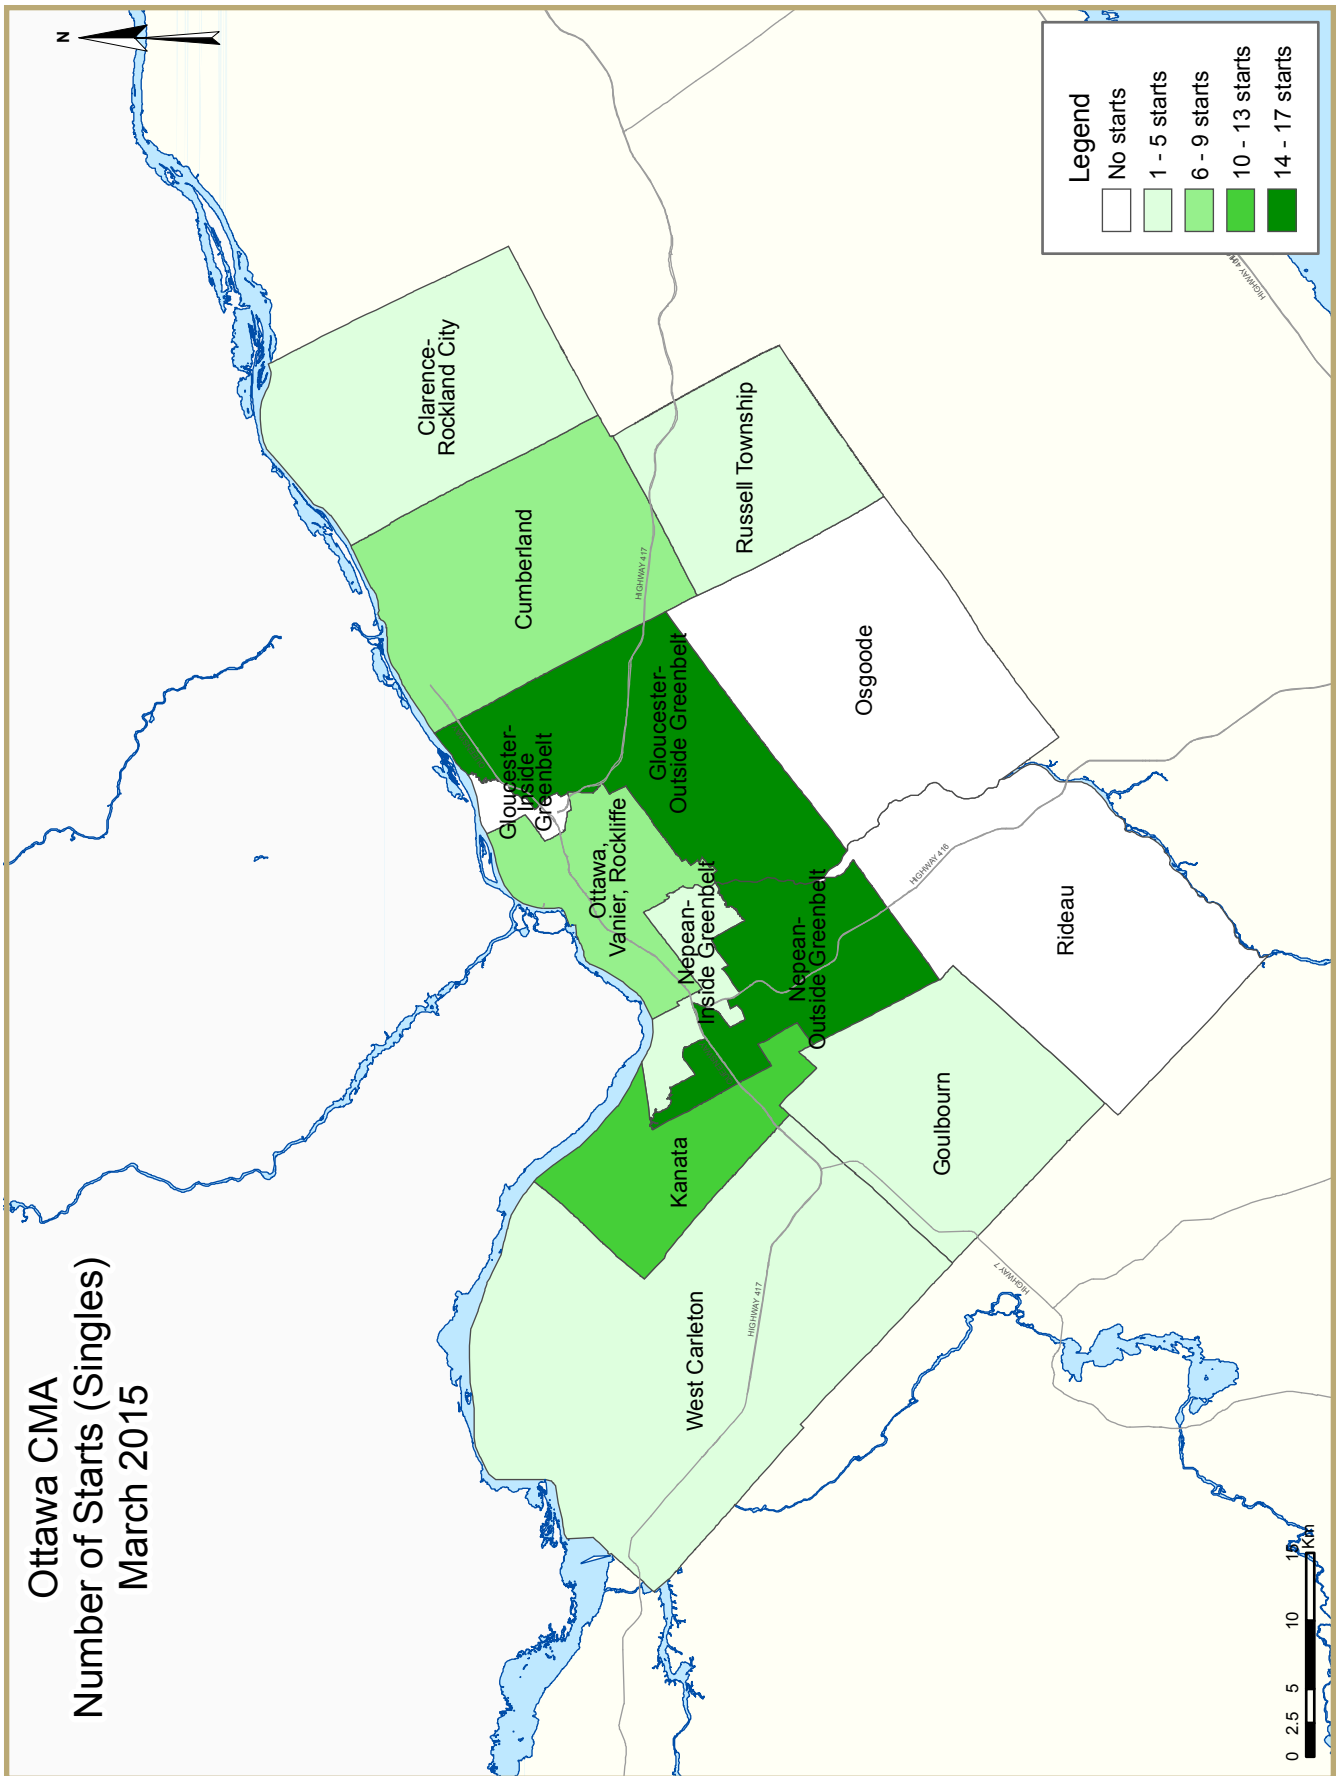 Ottawa CMA
Number of Starts (Singles)
March 2015
N
Legend
No starts
1 - 5 starts
6 - 9 starts
10 - 13 starts
14 - 17 starts
Clarence-
Rockland City
Cumberland
Russell Township
HIGHWAY 417
Gloucester-
Inside
Greenbelt
Gloucester-
Outside Greenbelt
Osgoode
Ottawa,
Vanier, Rockliffe
Nepean-
Inside Greenbelt
Nepean-
Outside Greenbelt
HIGHWAY 416
Rideau
Kanata
Goulbourn
West Carleton
HIGHWAY 417
HIGHWAY 7
0 2.5 5 10 15
Km